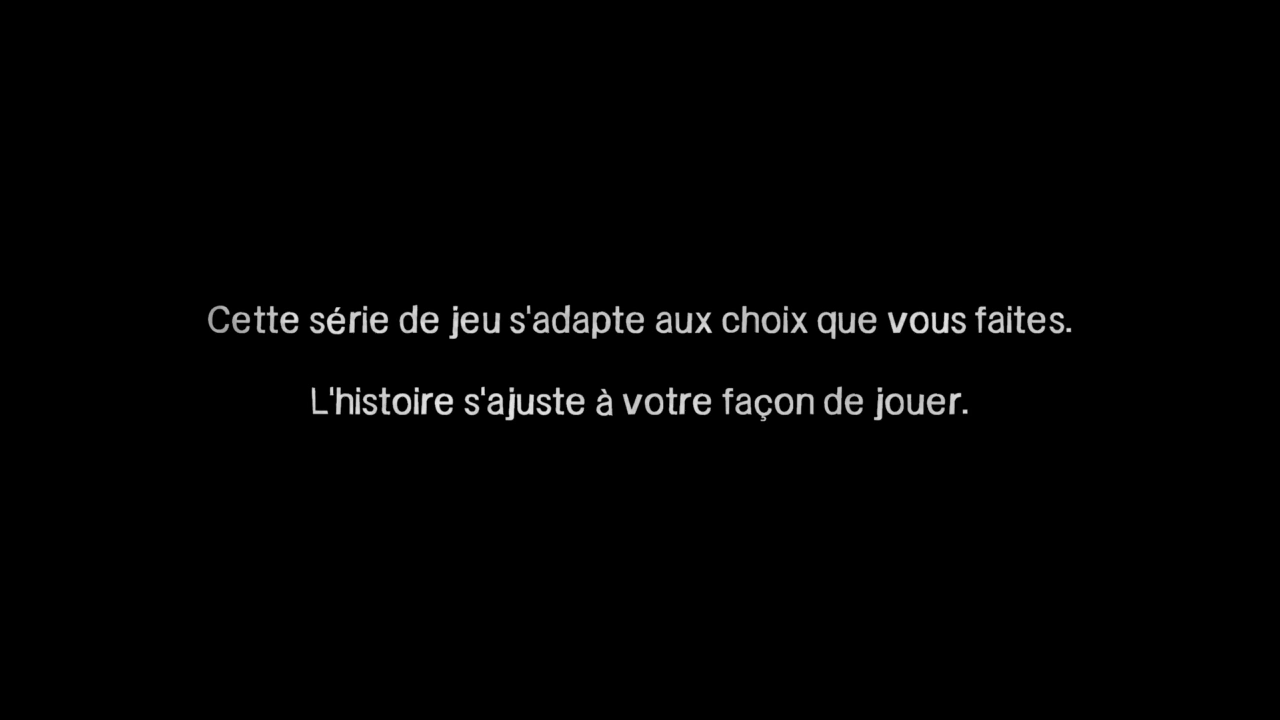 Cette série de jeu s'adapte aux choix que vous faites.
L'histoire s'ajuste à votre façon de jouer.